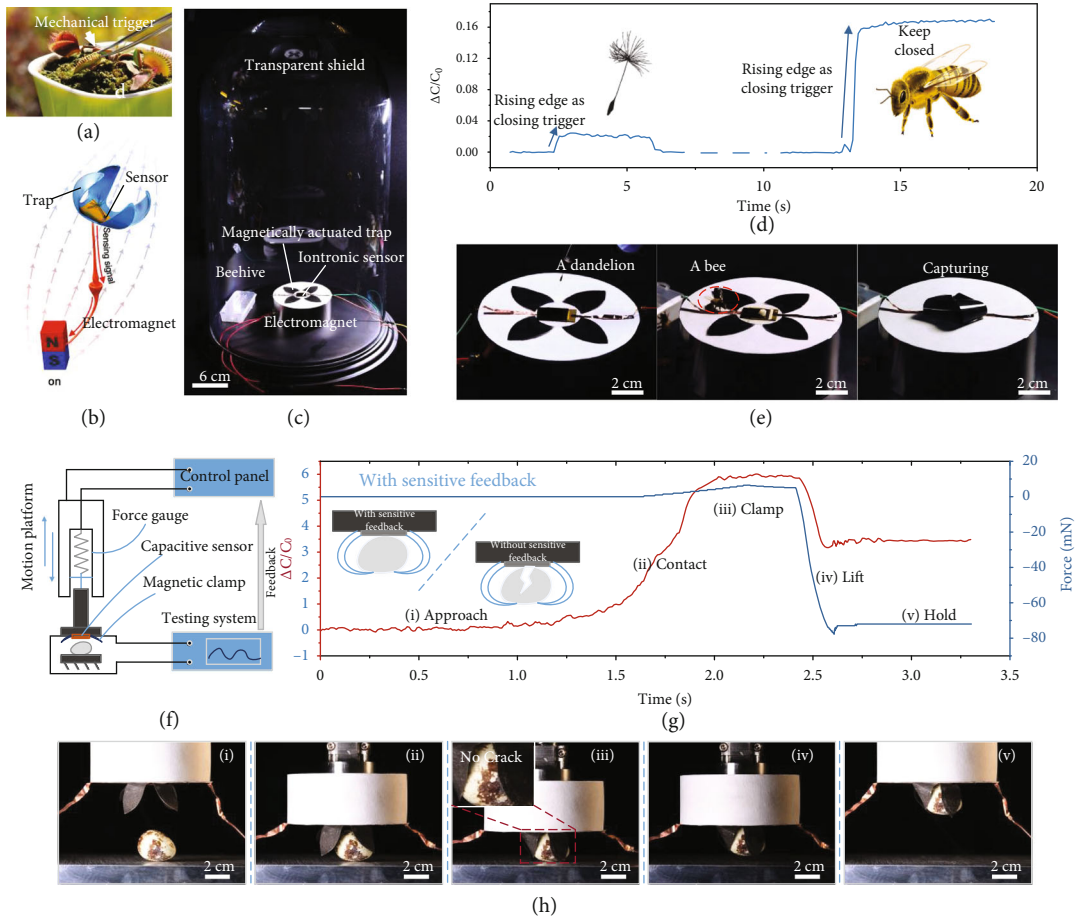 Mechanical trigger
d
(a)
Trap
Sensor
Sensing signal
Electromagnet
N
S
on
(b)
Transparent shield
Magnetically actuated trap
Iontronic sensor
Beehive
Electromagnet
6 cm
(c)
ΔC/C0
0.16
0.12
0.08
0.04
0.00
Rising edge as
closing trigger
Rising edge as
closing trigger
Keep
closed
0
5
10
15
20
Time (s)
(d)
A dandelion
2 cm
A bee
2 cm
Capturing
2 cm
(e)
Motion platform
Control panel
Force gauge
Capacitive sensor
Magnetic clamp
Testing system
Feedback
(f)
ΔC/C0
6
5
4
3
2
1
0
−1
With sensitive feedback
With sensitive
feedback
Without sensitive
feedback
(i) Approach
(ii) Contact
(iii) Clamp
(iv) Lift
(v) Hold
20
0
−20
−40
−60
−80
Force (mN)
0
0.5
1.0
1.5
2.0
2.5
3.0
3.5
Time (s)
(g)
(i)
2 cm
(ii)
2 cm
No Crack
(iii)
2 cm
(iv)
2 cm
(v)
2 cm
(h)